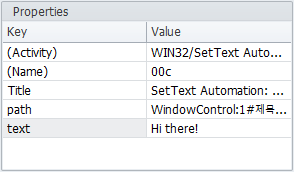 Properties
Key Value
(Activity) WIN32/SetText Auto...
(Name) 00c
Title SetText Automation: ...
path WindowControl:1#제목...
text Hi there!